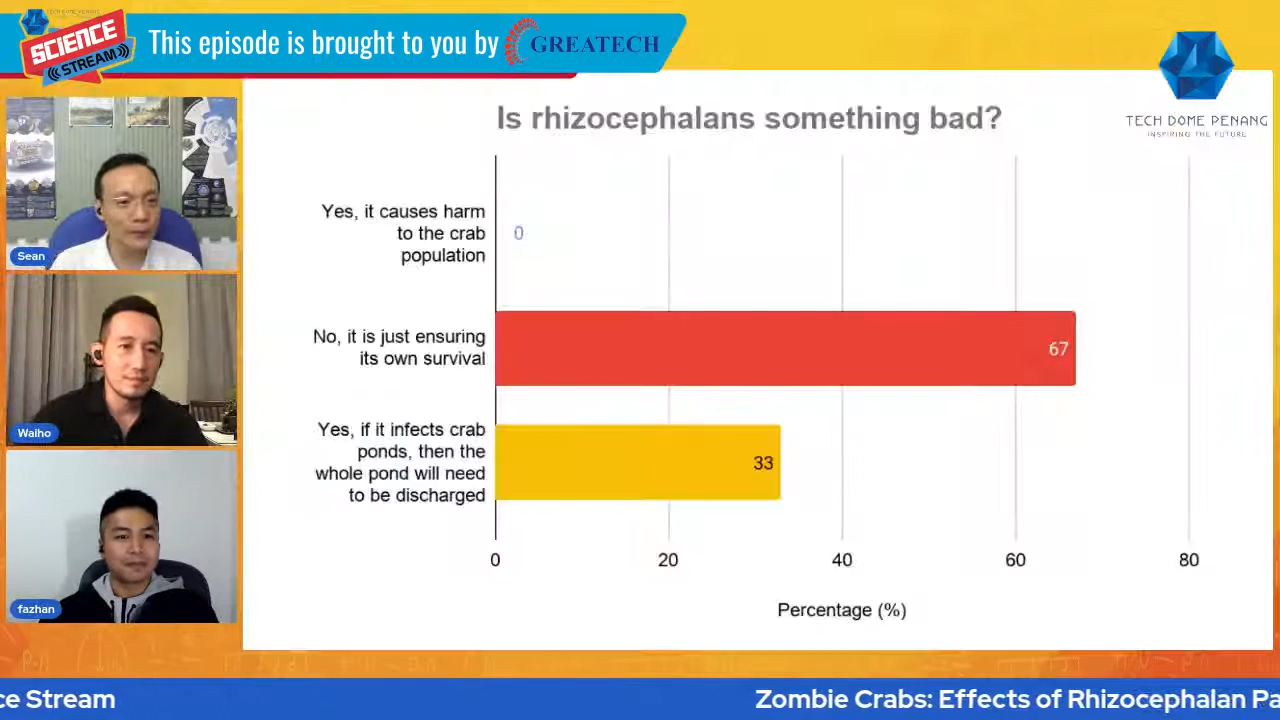 TECH DOME PENANG
SCIENCE
STREAM
This episode is brought to you by
GREATECH
TECH DOME PENANG
INSPIRING THE FUTURE
Sean
Waiho
fazhan
Is rhizocephalans something bad?
Yes, it causes harm
to the crab
population
0
No, it is just ensuring
its own survival
67
Yes, if it infects crab
ponds, then the
whole pond will need
to be discharged
33
0 20 40 60 80
Percentage (%)
ce Stream
Zombie Crabs: Effects of Rhizocephalan Pa